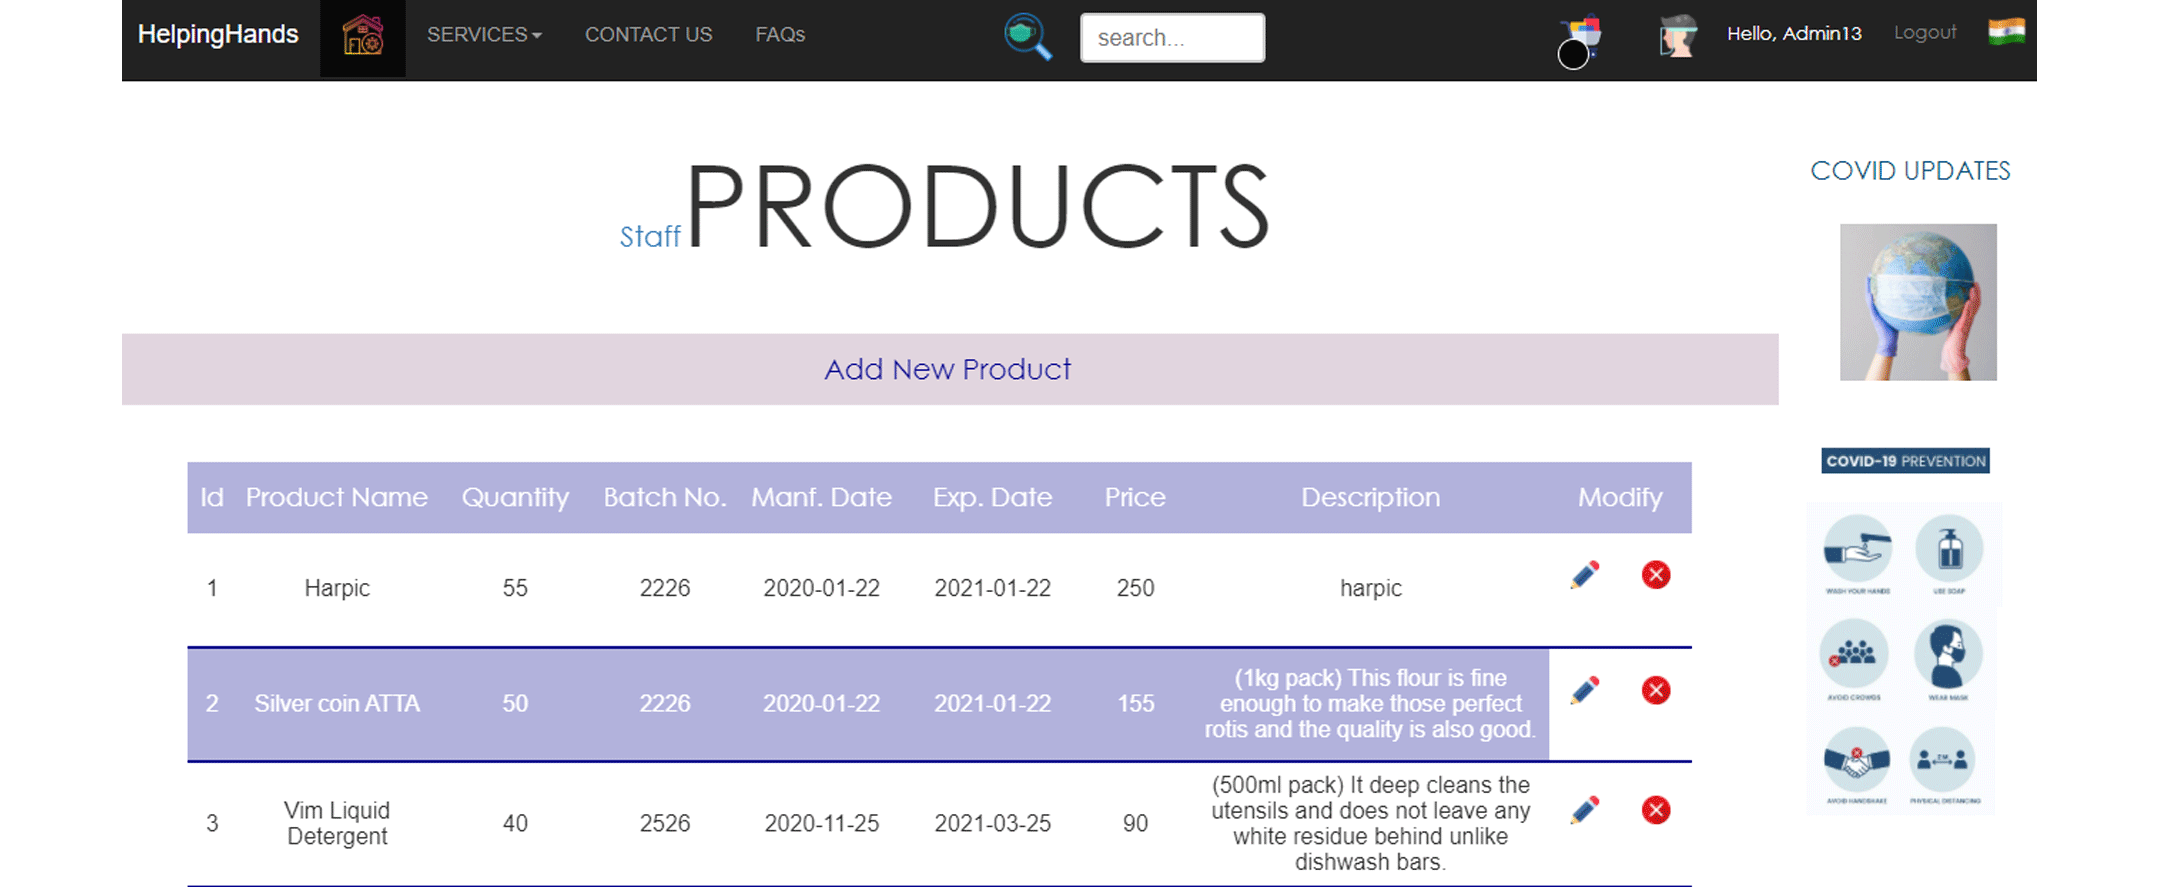 HelpingHands SERVICES CONTACT US FAQs search... Hello, Admin13 Logout
Staff PRODUCTS
COVID UPDATES
Add New Product
COVID-19 PREVENTION
Id Product Name Quantity Batch No. Manf. Date Exp. Date Price Description Modify
1 Harpic 55 2226 2020-01-22 2021-01-22 250 harpic
2 Silver coin ATTA 50 2226 2020-01-22 2021-01-22 155 (1kg pack) This flour is fine
enough to make those perfect
rotis and the quality is also good.
3 Vim Liquid
Detergent 40 2526 2020-11-25 2021-03-25 90 (500ml pack) It deep cleans the
utensils and does not leave any
white residue behind unlike
dishwash bars.
WASH YOUR HANDS USE SOAP
AVOID CROWDS WEAR MASK
AVOID HANDSHAKE PHYSICAL DISTANCING